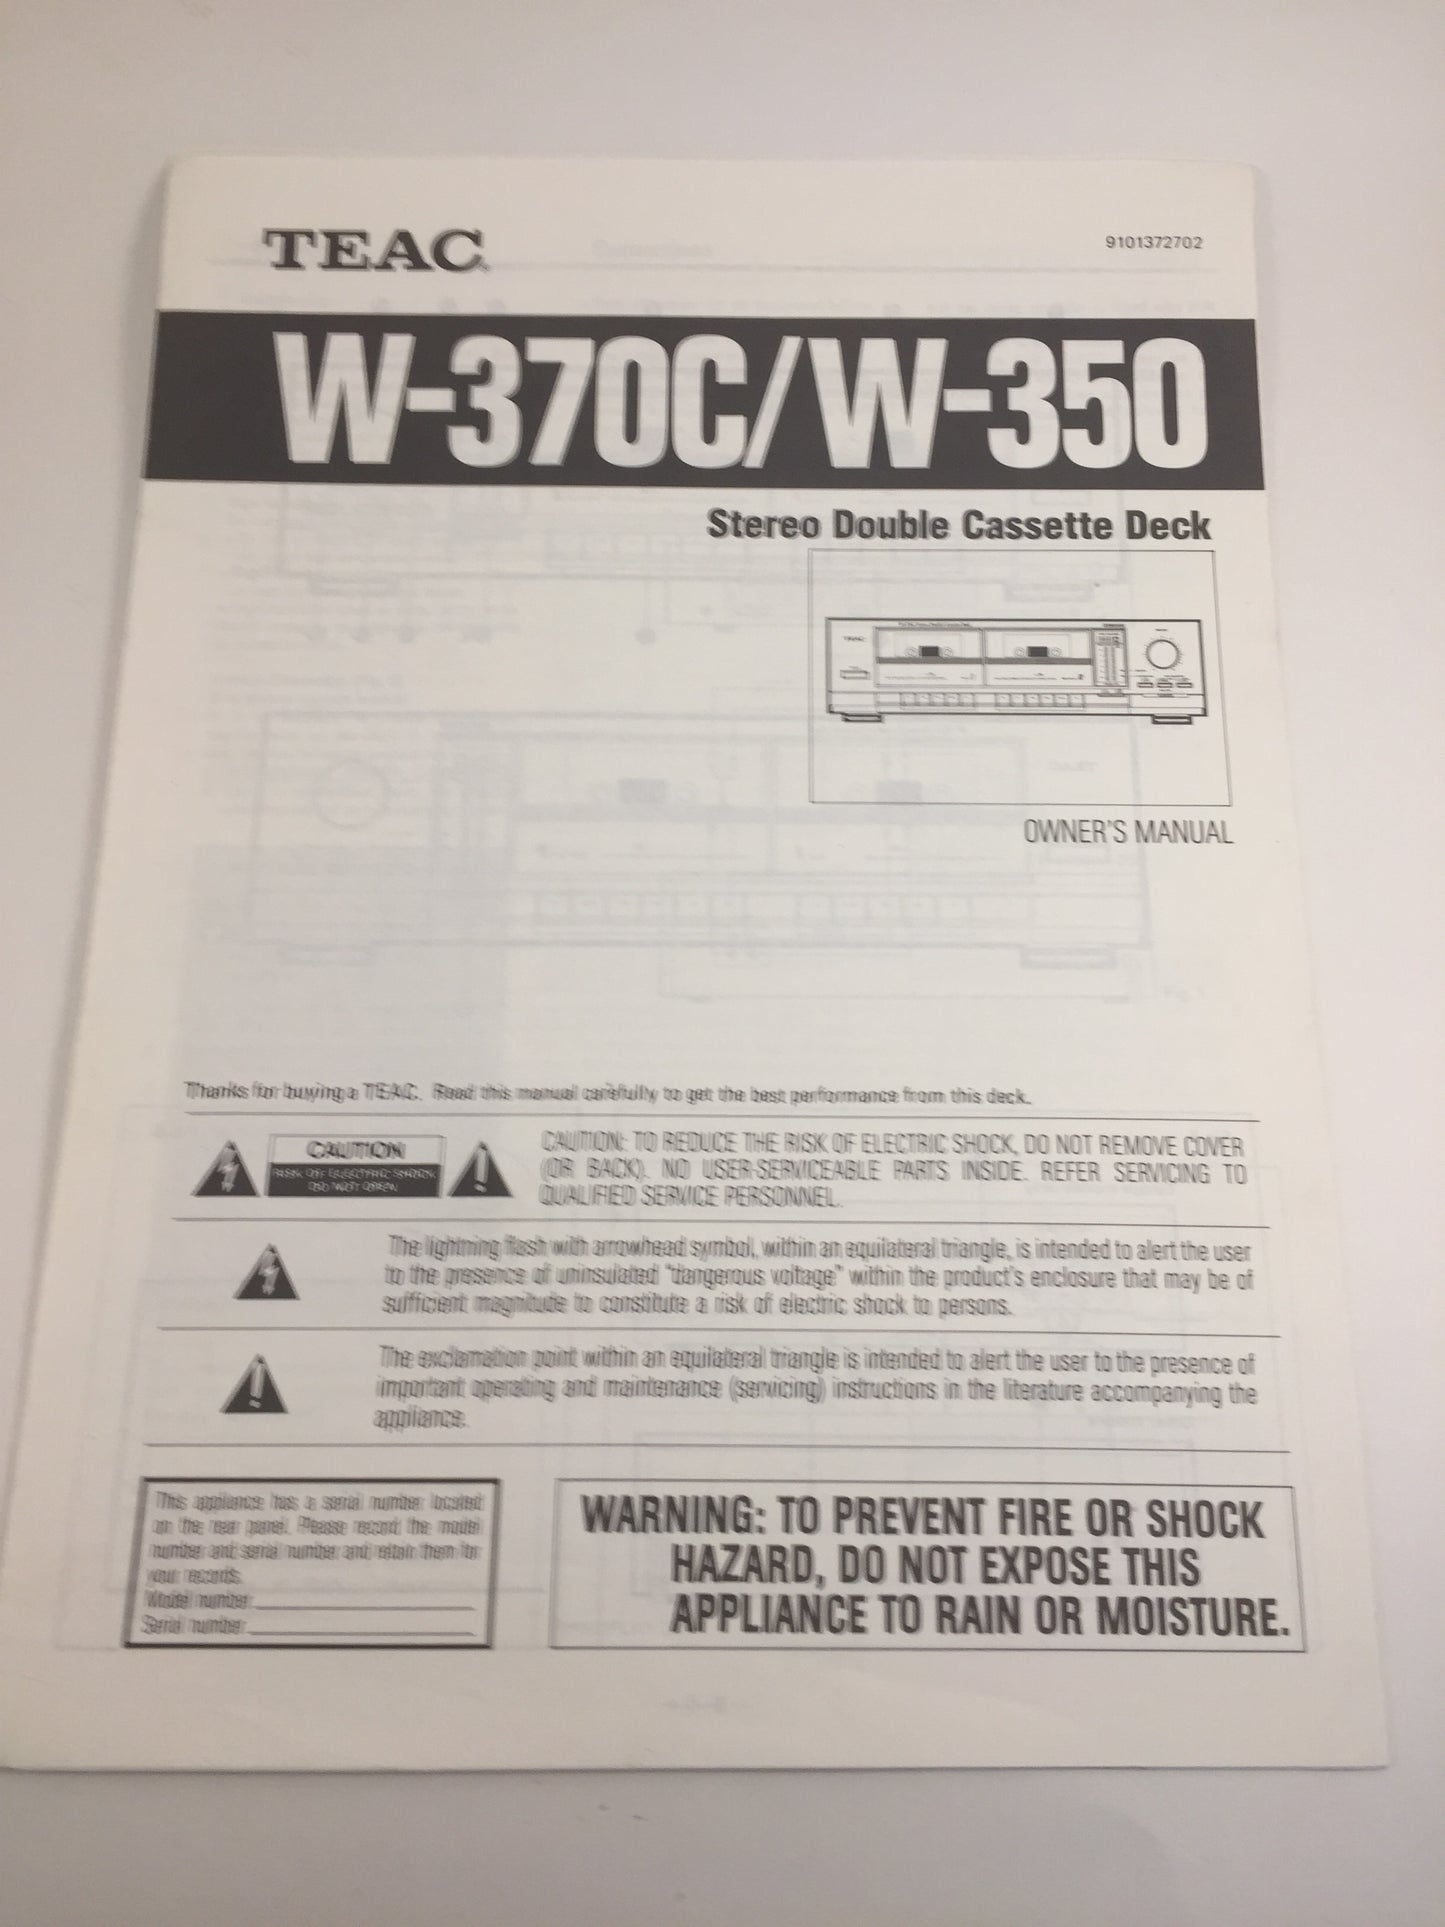 TEAC
9101372702
W-370C/W-350
Stereo Double Cassette Deck
TEAC
OWNER'S MANUAL
Thanks for buying a TEAC. Read this manual carefully to get the best performance from this deck.
CAUTION
RISK OF ELECTRIC SHOCK
DO NOT OPEN
CAUTION: TO REDUCE THE RISK OF ELECTRIC SHOCK, DO NOT REMOVE COVER
(OR BACK). NO USER-SERVICEABLE PARTS INSIDE. REFER SERVICING TO
QUALIFIED SERVICE PERSONNEL.
The lightning flash with arrowhead symbol, within an equilateral triangle, is intended to alert the user
to the presence of uninsulated "dangerous voltage" within the product's enclosure that may be of
sufficient magnitude to constitute a risk of electric shock to persons.
The exclamation point within an equilateral triangle is intended to alert the user to the presence of
important operating and maintenance (servicing) instructions in the literature accompanying the
appliance.
This appliance has a serial number located
on the rear panel. Please record the model
number and serial number and retain them for
your records.
Model number
Serial number
WARNING: TO PREVENT FIRE OR SHOCK
HAZARD, DO NOT EXPOSE THIS
APPLIANCE TO RAIN OR MOISTURE.